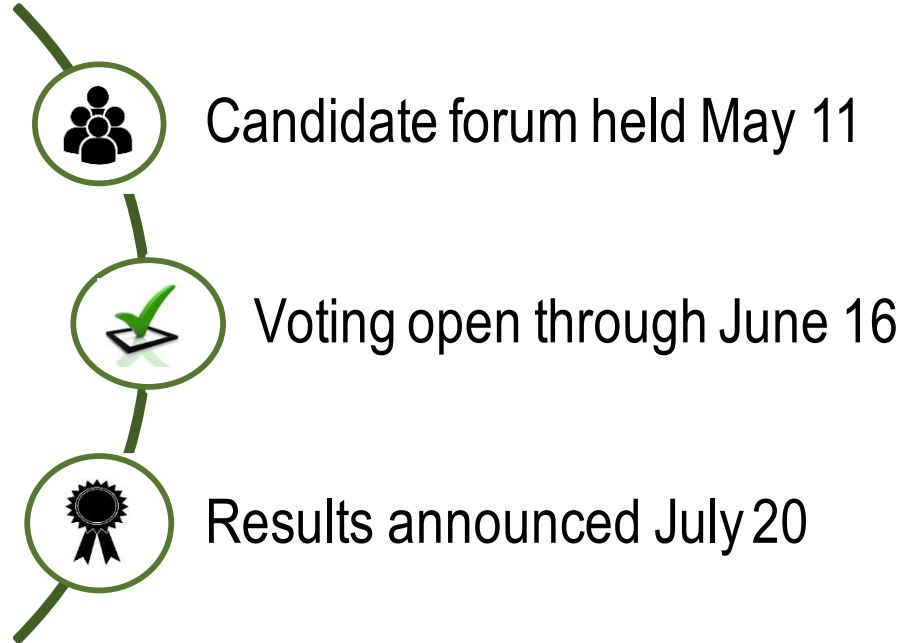 Candidate forum held May 11
Voting open through June 16
Results announced July 20